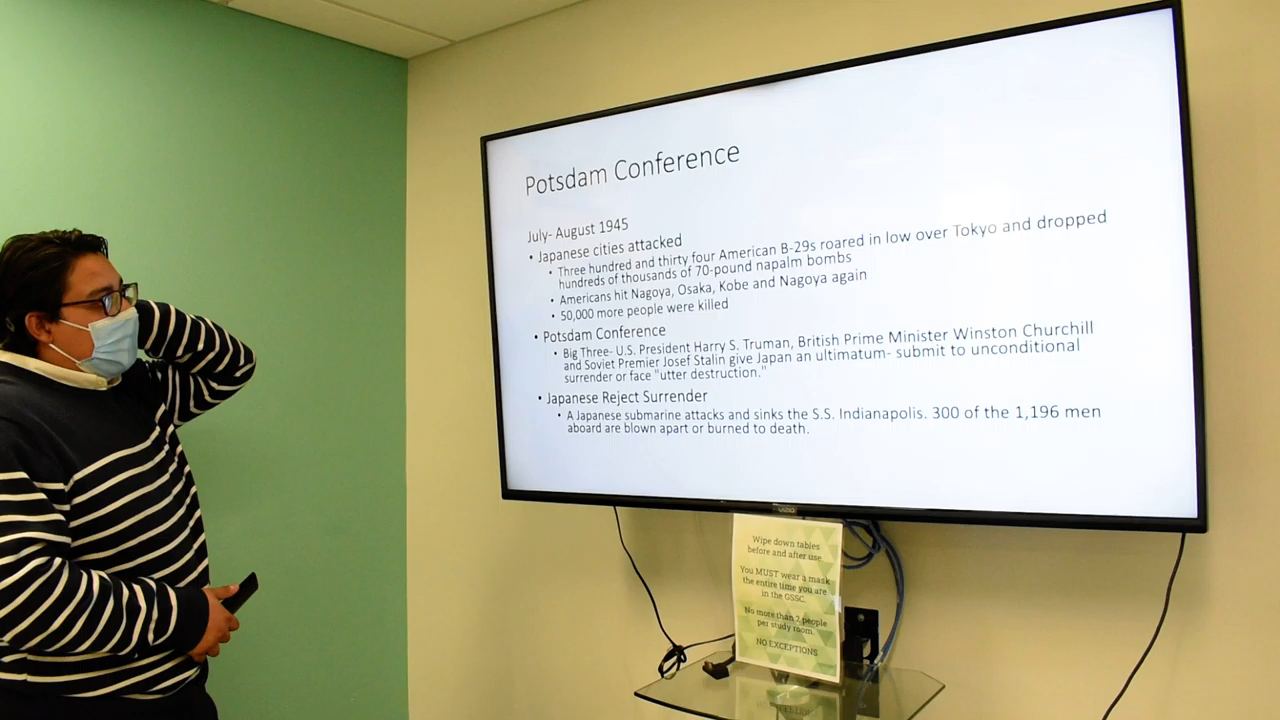 Potsdam Conference
July- August 1945
• Japanese cities attacked
• Three hundred and thirty four American B-29s roared in low over Tokyo and dropped
hundreds of thousands of 70-pound napalm bombs
• Americans hit Nagoya, Osaka, Kobe and Nagoya again
• 50,000 more people were killed
• Potsdam Conference
• Big Three- U.S. President Harry S. Truman, British Prime Minister Winston Churchill
and Soviet Premier Josef Stalin give Japan an ultimatum- submit to unconditional
surrender or face "utter destruction."
• Japanese Reject Surrender
• A Japanese submarine attacks and sinks the S.S. Indianapolis. 300 of the 1,196 men
aboard are blown apart or burned to death.
Wipe down tables
before and after use.
You MUST wear a mask
the entire time you are
in the GSSC.
No more than 2 people
per study room.
NO EXCEPTIONS